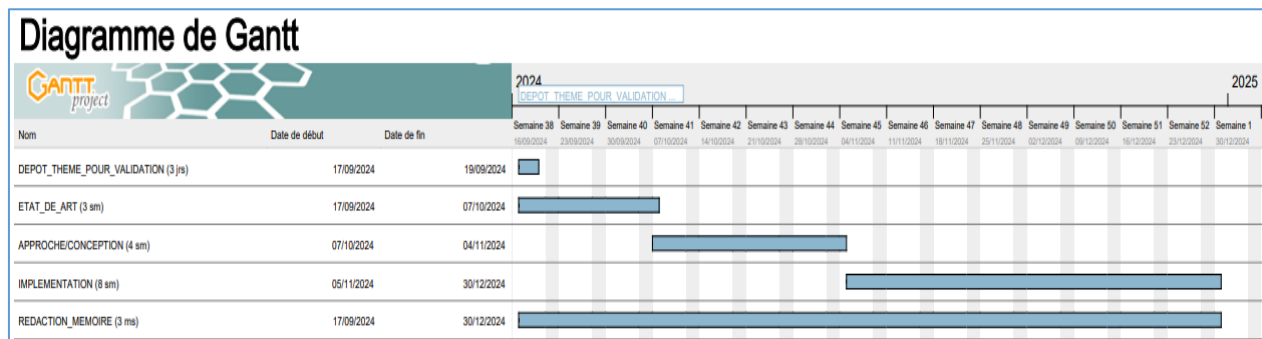 Diagramme de Gantt
GANTT
project
2024
2025
DEPOT_THEME_POUR_VALIDATION ...
Nom Date de début Date de fin
Semaine 38 Semaine 39 Semaine 40 Semaine 41 Semaine 42 Semaine 43 Semaine 44 Semaine 45 Semaine 46 Semaine 47 Semaine 48 Semaine 49 Semaine 50 Semaine 51 Semaine 52 Semaine 1
16/09/2024 23/09/2024 30/09/2024 07/10/2024 14/10/2024 21/10/2024 28/10/2024 04/11/2024 11/11/2024 18/11/2024 25/11/2024 02/12/2024 09/12/2024 16/12/2024 23/12/2024 30/12/2024
DEPOT_THEME_POUR_VALIDATION (3 jrs) 17/09/2024 19/09/2024
ETAT_DE_ART (3 sm) 17/09/2024 07/10/2024
APPROCHE/CONCEPTION (4 sm) 07/10/2024 04/11/2024
IMPLEMENTATION (8 sm) 05/11/2024 30/12/2024
REDACTION_MEMOIRE (3 ms) 17/09/2024 30/12/2024